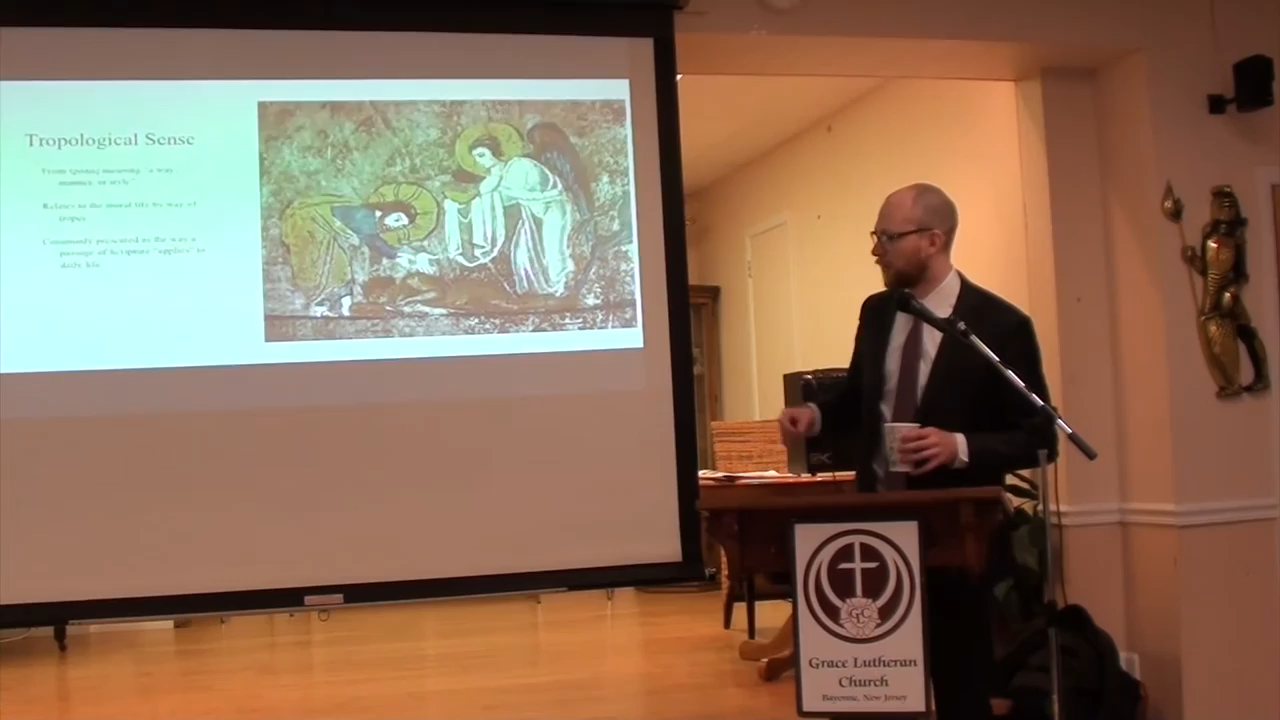 Tropological Sense
From tropos meaning "a way,
manner, or style"
Relates to the moral life by way of
tropes
Commonly presented as the way a
passage of Scripture "applies" to
daily life
GLC
Grace Lutheran
Church
Bayonne, New Jersey